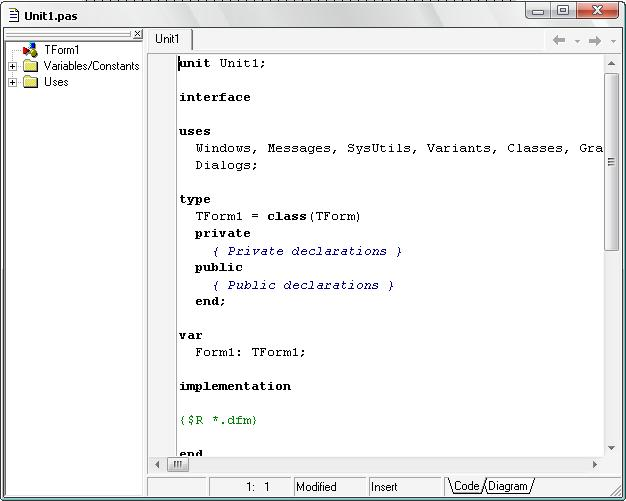 Unit1.pas
TForm1
Variables/Constants
Uses
Unit1
unit Unit1;
interface
uses
Windows, Messages, SysUtils, Variants, Classes, Gra
Dialogs;
type
TForm1 = class(TForm)
private
{ Private declarations }
public
{ Public declarations }
end;
var
Form1: TForm1;
implementation
{$R *.dfm}
end
1: 1 Modified Insert Code Diagram